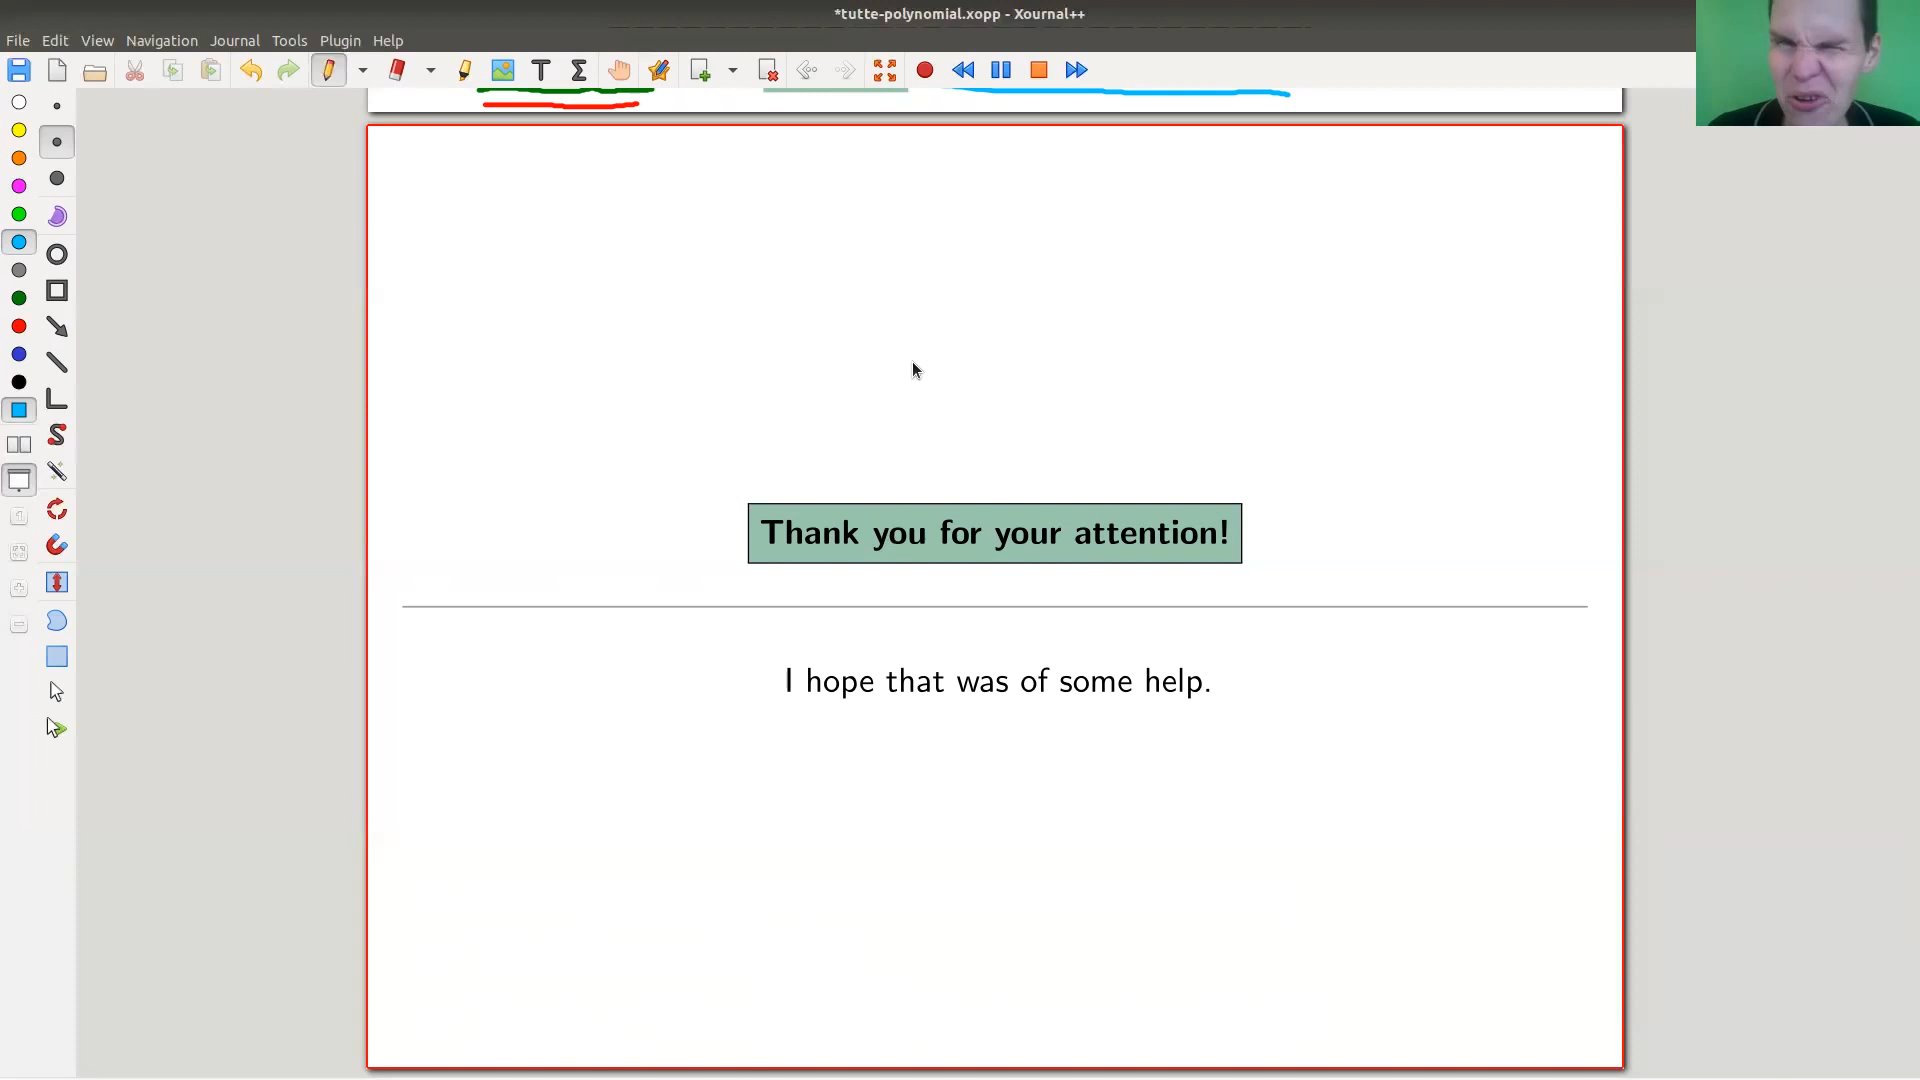 *tutte-polynomial.xopp - Xournal++
File Edit View Navigation Journal Tools Plugin Help
Thank you for your attention!
I hope that was of some help.